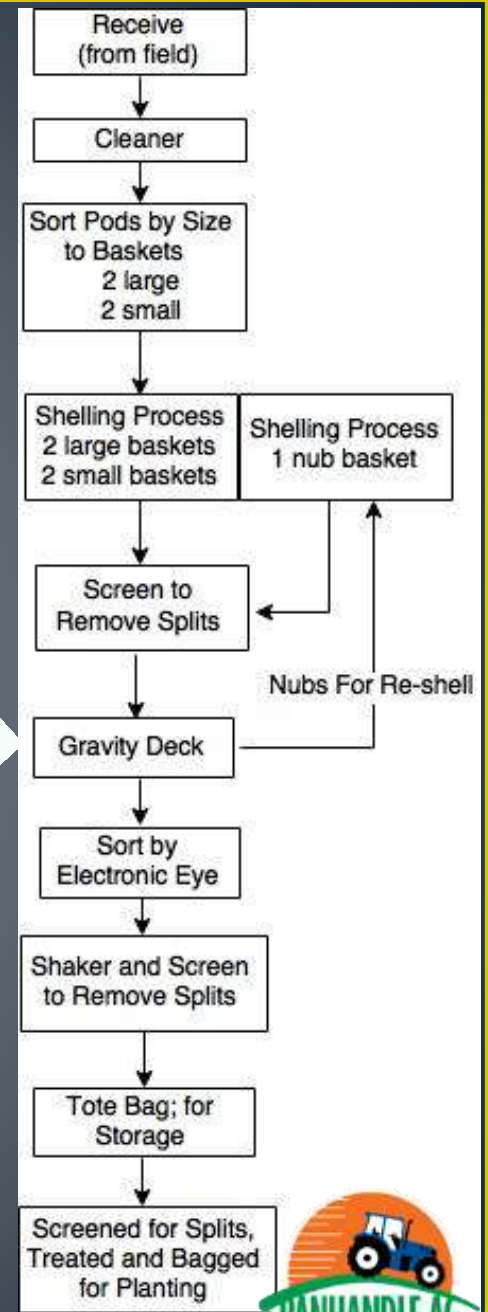 Receive
(from field)
Cleaner
Sort Pods by Size
to Baskets
2 large
2 small
Shelling Process
2 large baskets
2 small baskets
Shelling Process
1 nub basket
Screen to
Remove Splits
Nubs For Re-shell
Gravity Deck
Sort by
Electronic Eye
Shaker and Screen
to Remove Splits
Tote Bag; for
Storage
Screened for Splits,
Treated and Bagged
for Planting